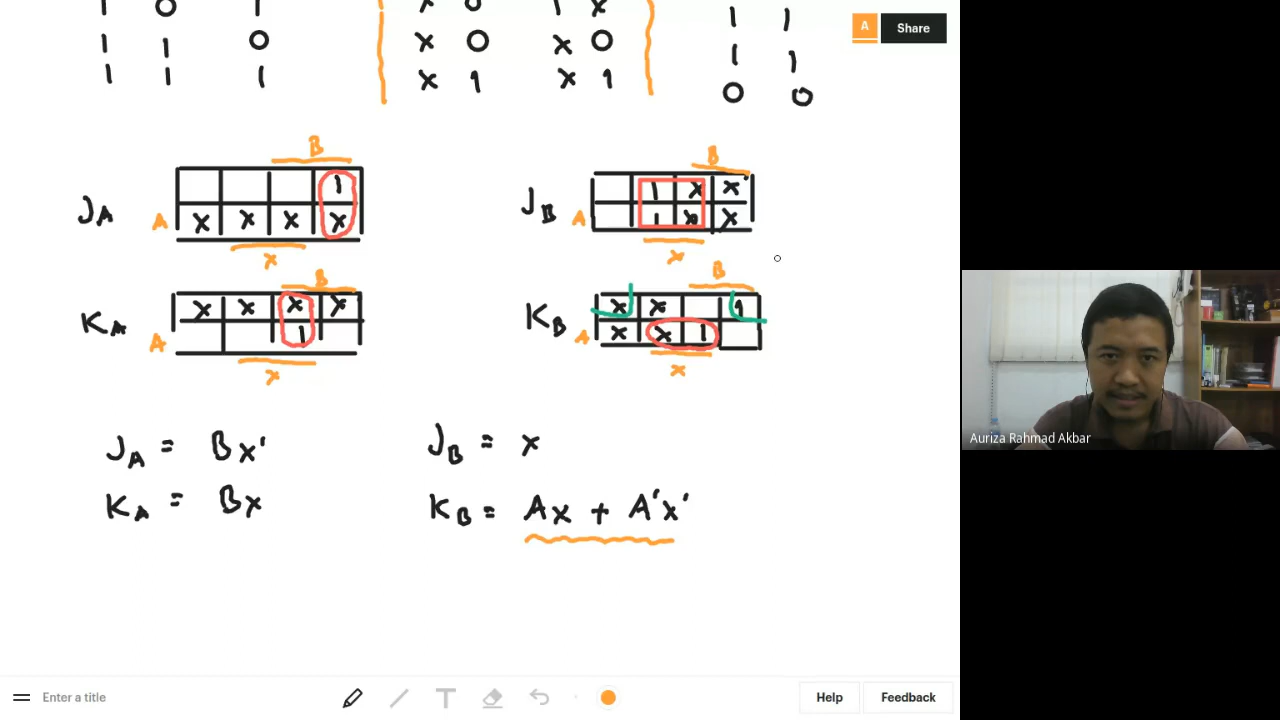 1 0 1 x 0 1 x 1 1
A Share
1 1 0 x 0 x 0 1 1
1 1 1 x 1 x 1 0 0
B
B
1
1 x x
JA A x x x x
JB A 1 x x
x
x
B
B
x x x x
x x 1
KA A 1
KB A x x 1
x
x
JA = Bx'
JB = x
KA = Bx
KB = Ax + A'x'
Auriza Rahmad Akbar
Enter a title
T
Help
Feedback